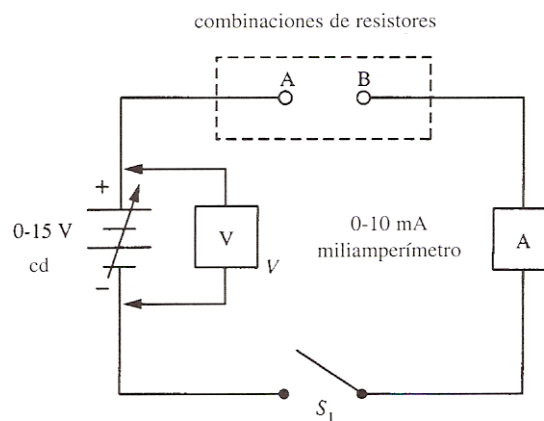 combinaciones de resistores
A
B
+
0-15 V
cd
−
V
V
0-10 mA
miliamperímetro
A
S1